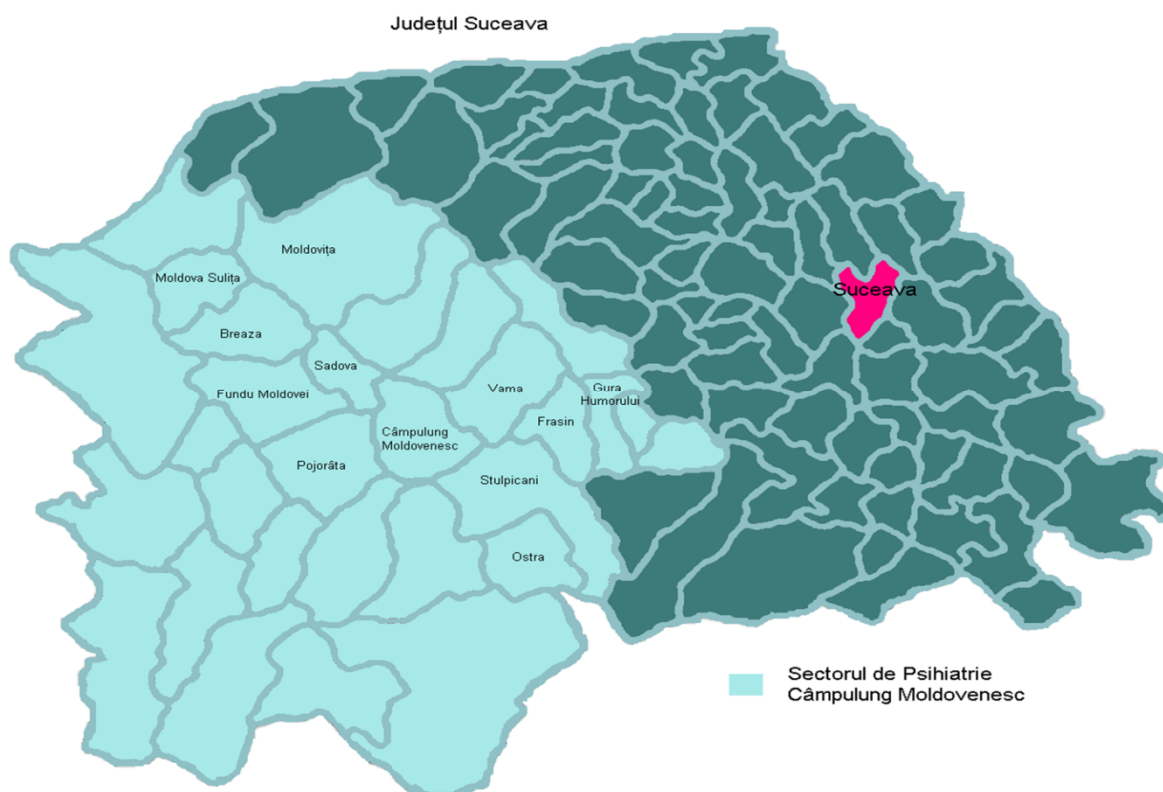 Județul Suceava
Moldovița
Moldova Sulița
Suceava
Breaza
Sadova
Fundu Moldovei
Vama
Gura
Humorului
Frasin
Câmpulung
Moldovenesc
Pojorâta
Stulpicani
Ostra
Sectorul de Psihiatrie
Câmpulung Moldovenesc